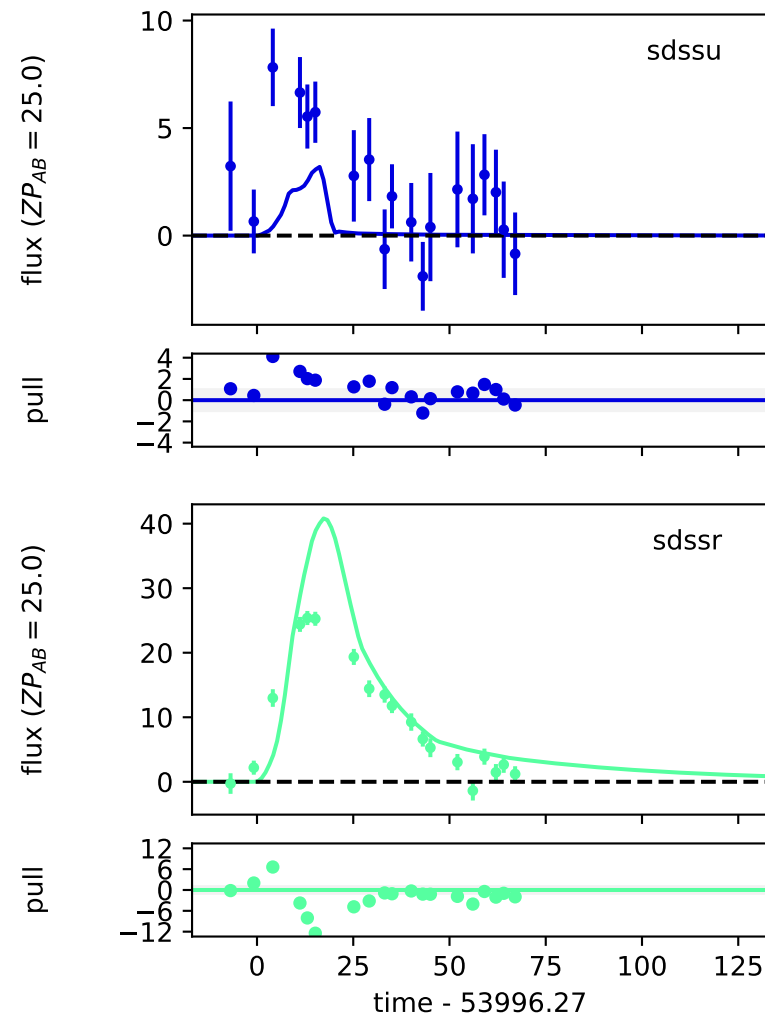 sdssu
10
5
0
flux (ZP_AB = 25.0)
4
2
0
−2
−4
pull
sdssr
40
30
20
10
0
flux (ZP_AB = 25.0)
12
6
0
−6
−12
pull
0 25 50 75 100 125
time - 53996.27